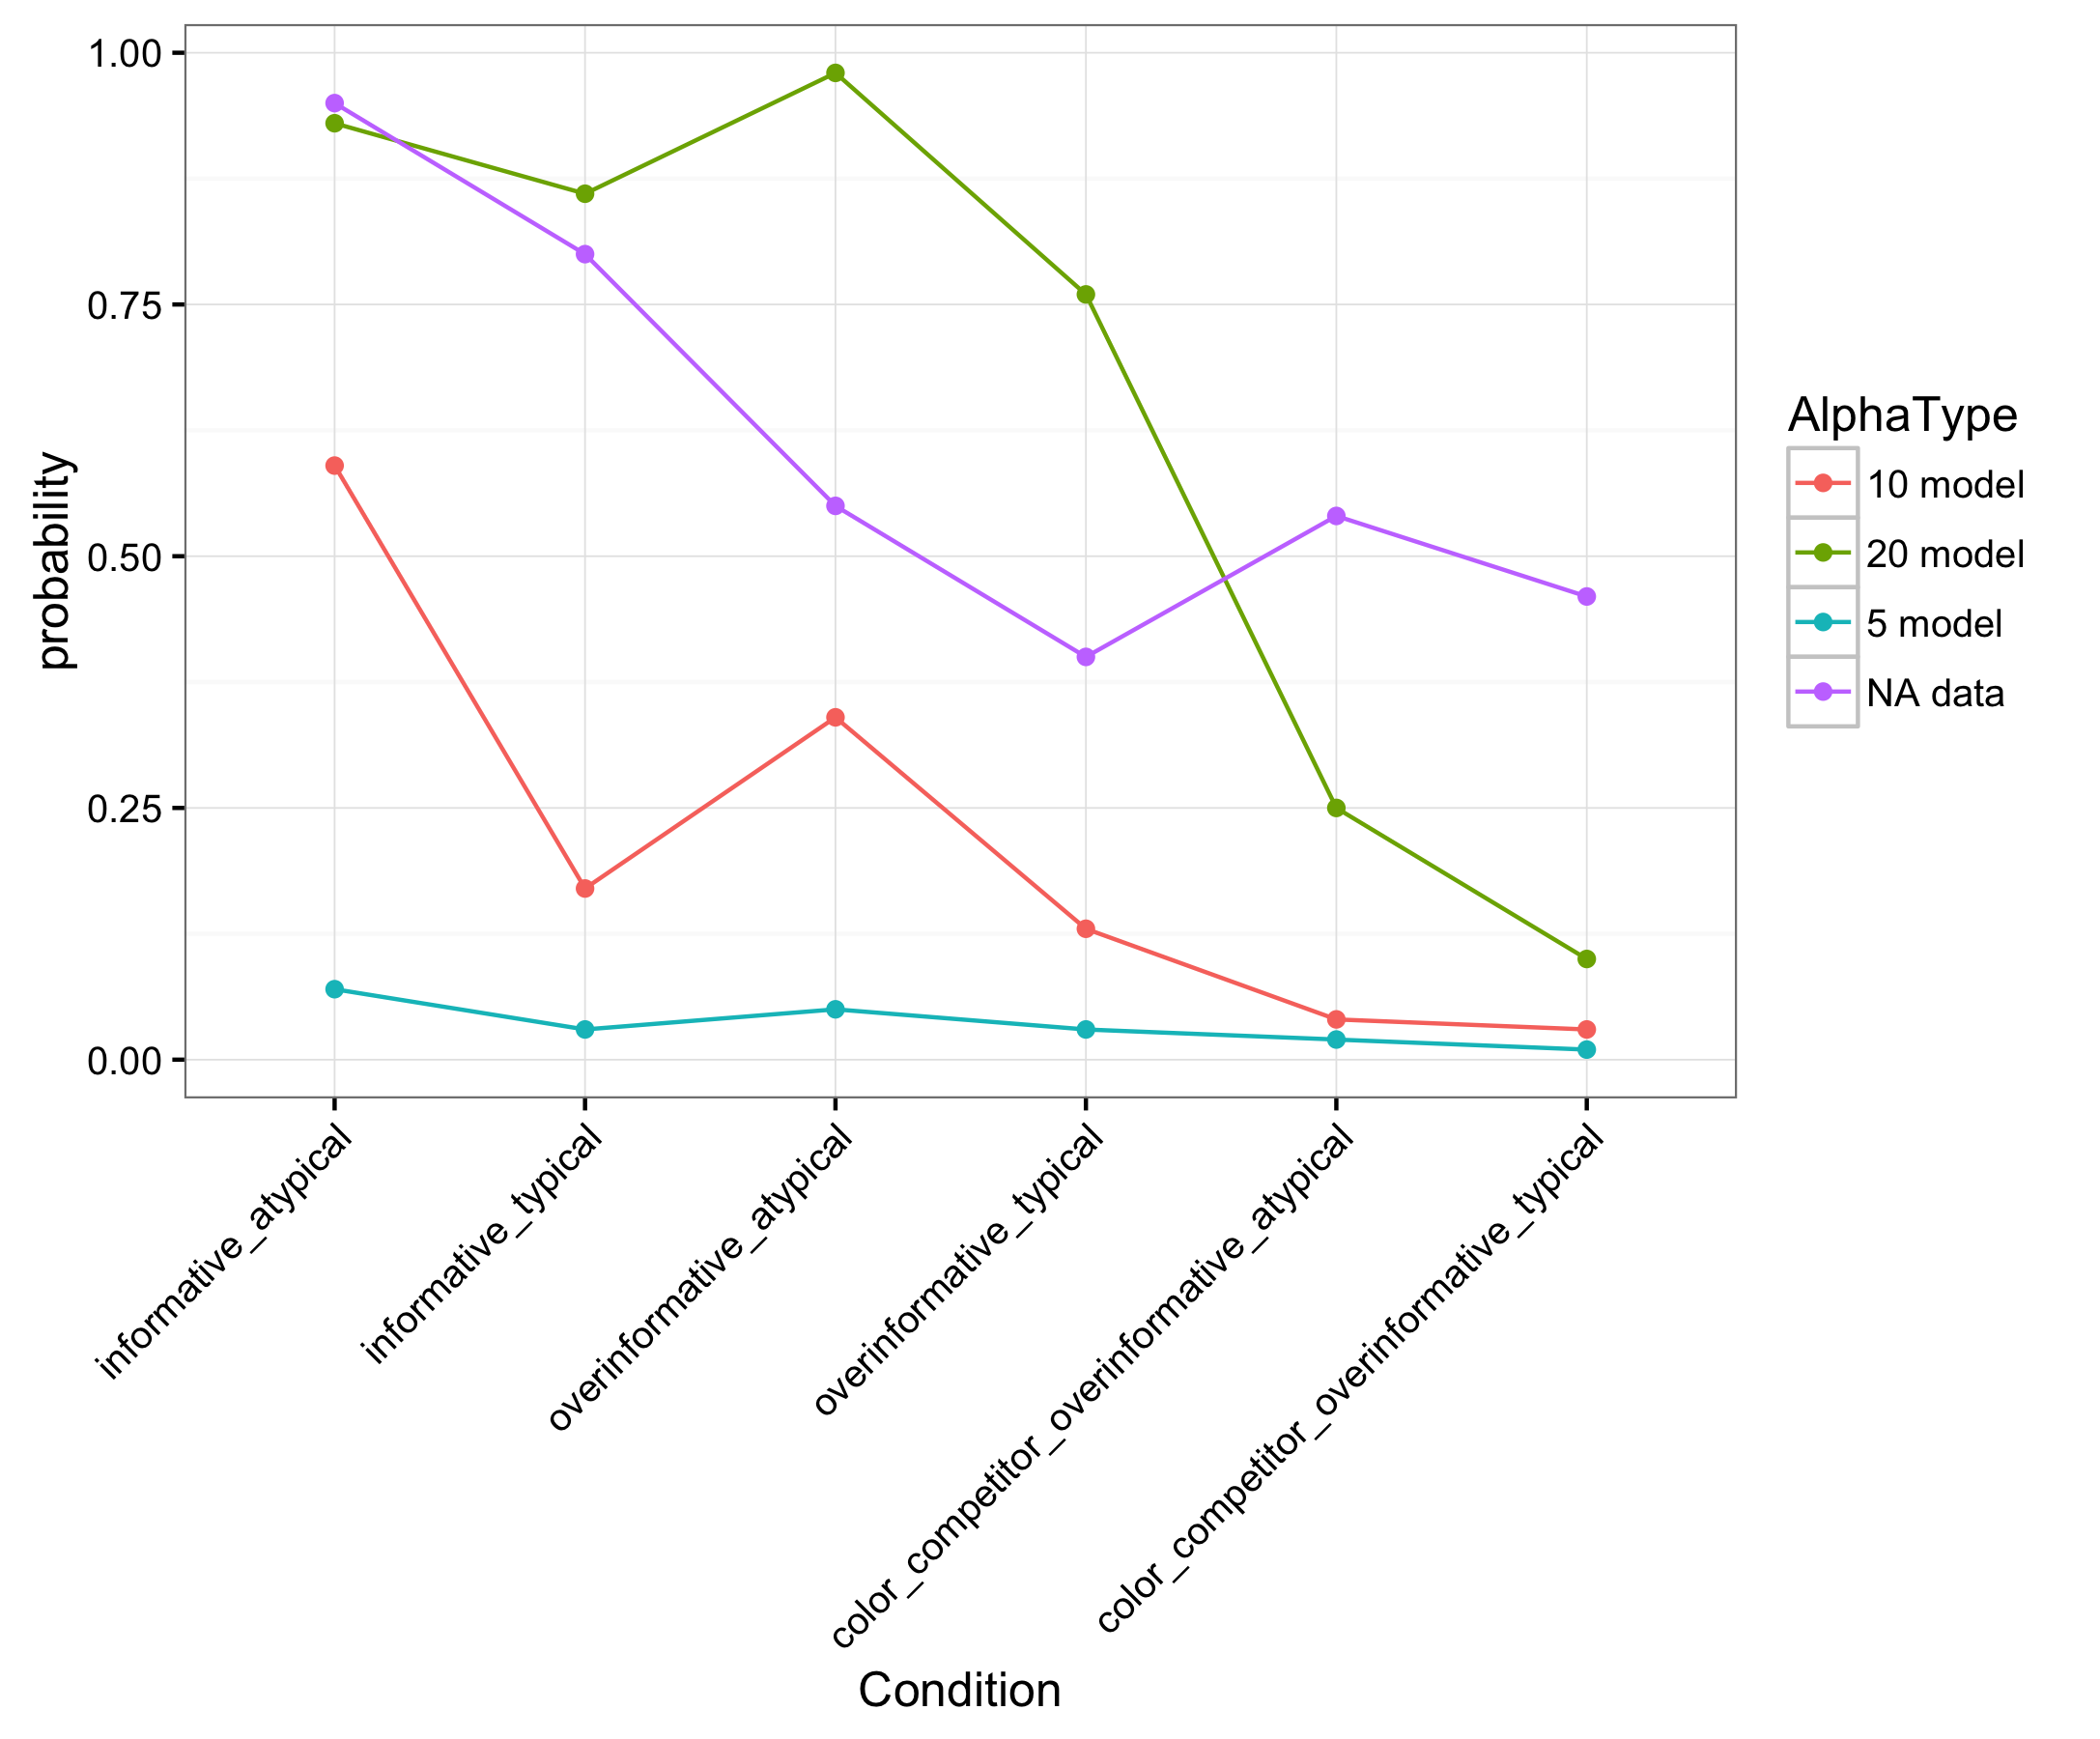 1.00
0.75
0.50
0.25
0.00
probability
informative_atypical
informative_typical
overinformative_atypical
overinformative_typical
color_competitor_overinformative_atypical
color_competitor_overinformative_typical
Condition
AlphaType
10 model
20 model
5 model
NA data